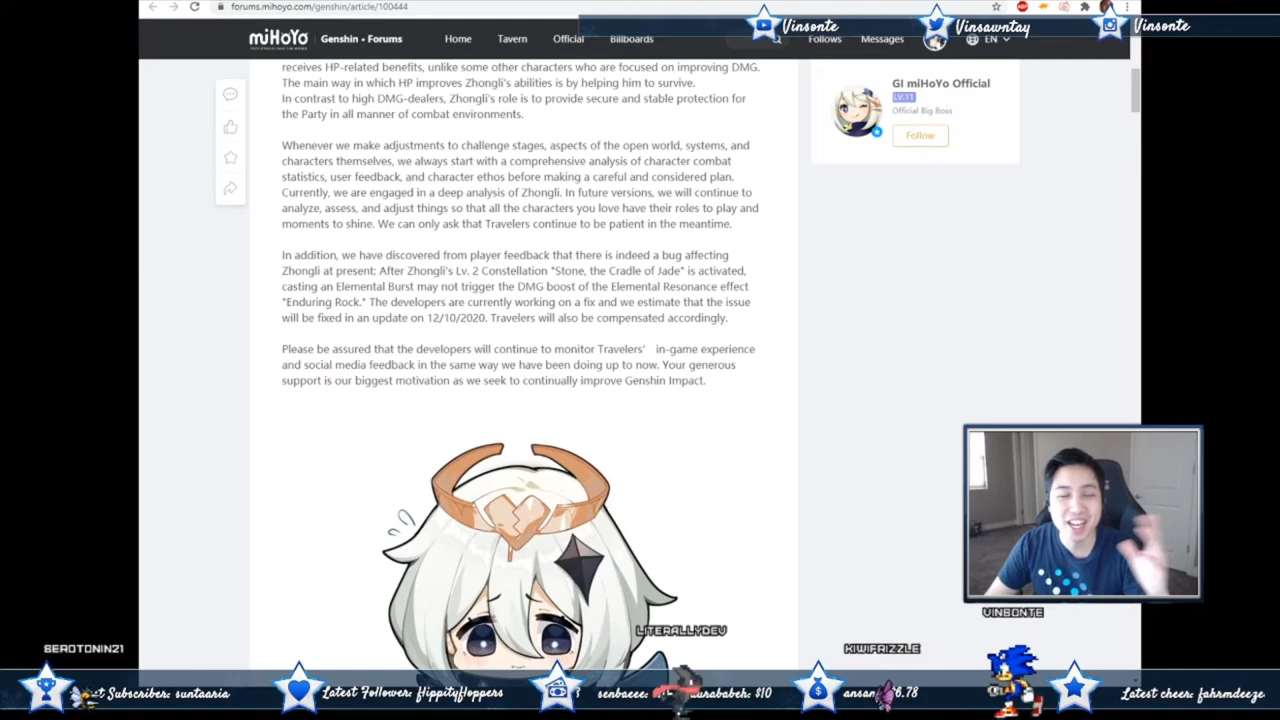 forums.mihoyo.com/genshin/article/100444
Vinsonte
Vinsawntay
Vinsonte
miHoYo
Genshin • Forums
Home
Tavern
Official
Billboards
Follows
Messages
EN
receives HP-related benefits, unlike some other characters who are focused on improving DMG.
The main way in which HP improves Zhongli's abilities is by helping him to survive.
In contrast to high DMG-dealers, Zhongli's role is to provide secure and stable protection for
the Party in all manner of combat environments.
Whenever we make adjustments to challenge stages, aspects of the open world, systems, and
characters themselves, we always start with a comprehensive analysis of character combat
statistics, user feedback, and character ethos before making a careful and considered plan.
Currently, we are engaged in a deep analysis of Zhongli. In future versions, we will continue to
analyze, assess, and adjust things so that all the characters you love have their roles to play and
moments to shine. We can only ask that Travelers continue to be patient in the meantime.
In addition, we have discovered from player feedback that there is indeed a bug affecting
Zhongli at present: After Zhongli's Lv. 2 Constellation "Stone, the Cradle of Jade" is activated,
casting an Elemental Burst may not trigger the DMG boost of the Elemental Resonance effect
"Enduring Rock." The developers are currently working on a fix and we estimate that the issue
will be fixed in an update on 12/10/2020. Travelers will also be compensated accordingly.
Please be assured that the developers will continue to monitor Travelers' in-game experience
and social media feedback in the same way we have been doing up to now. Your generous
support is our biggest motivation as we seek to continually improve Genshin Impact.
GI miHoYo Official
LV.11
Official Big Boss
Follow
VINSONTE
LITERALLYDEV
KIWIFRIZZLE
SEROTONIN21
Subscriber: suntaaria
Latest Follower: HippityHoppers
senbaeee:
$10
Latest cheer: fahrmdeeze